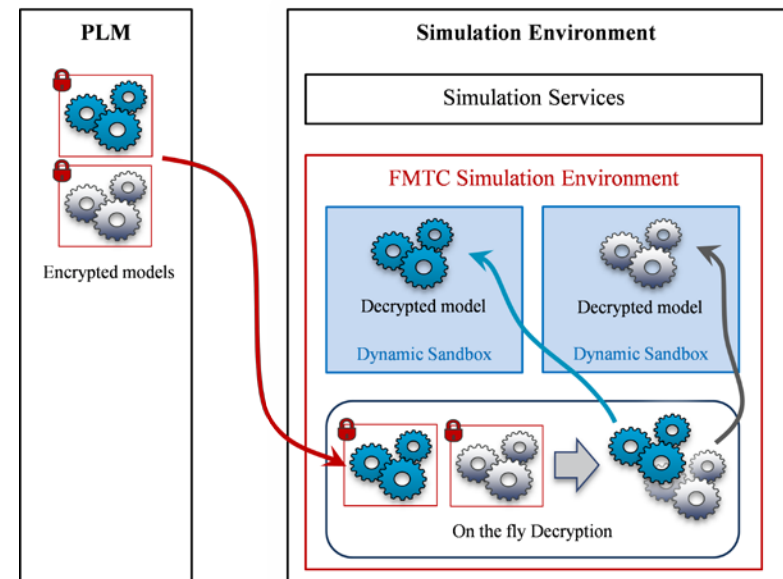 PLM
Encrypted models
Simulation Environment
Simulation Services
FMTC Simulation Environment
Decrypted model
Dynamic Sandbox
Decrypted model
Dynamic Sandbox
On the fly Decryption